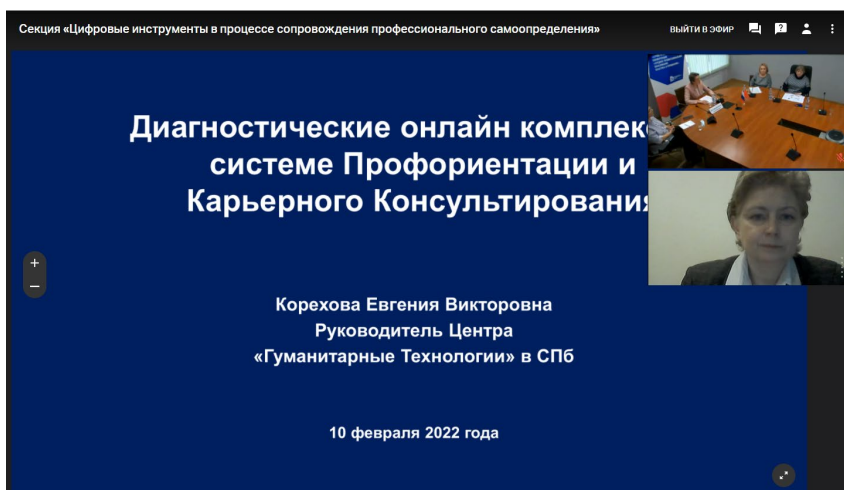 Секция «Цифровые инструменты в процессе сопровождения профессионального самоопределения»
ВЫЙТИ В ЭФИР
Диагностические онлайн комплек
системе Профориентации и
Карьерного Консультировани
Корехова Евгения Викторовна
Руководитель Центра
«Гуманитарные Технологии» в СПб
10 февраля 2022 года